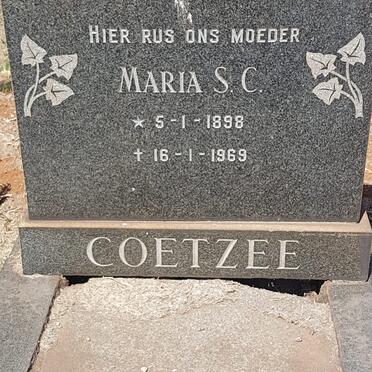 HIER RUS ONS MOEDER
MARIA S. C.
★ 5-1-1898
✝ 16-1-1969
COETZEE